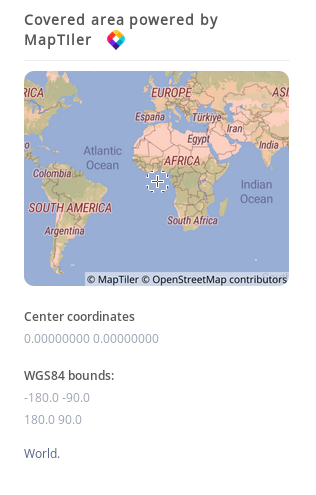 Covered area powered by
MapTiler
RICA
EUROPE
ASI
España
Türkiye
Iran
Egypt
India
Atlantic
Ocean
AFRICA
Colombia
Indian
Ocean
SOUTH AMERICA
South Africa
Argentina
© MapTiler © OpenStreetMap contributors
Center coordinates
0.00000000 0.00000000
WGS84 bounds:
-180.0 -90.0
180.0 90.0
World.